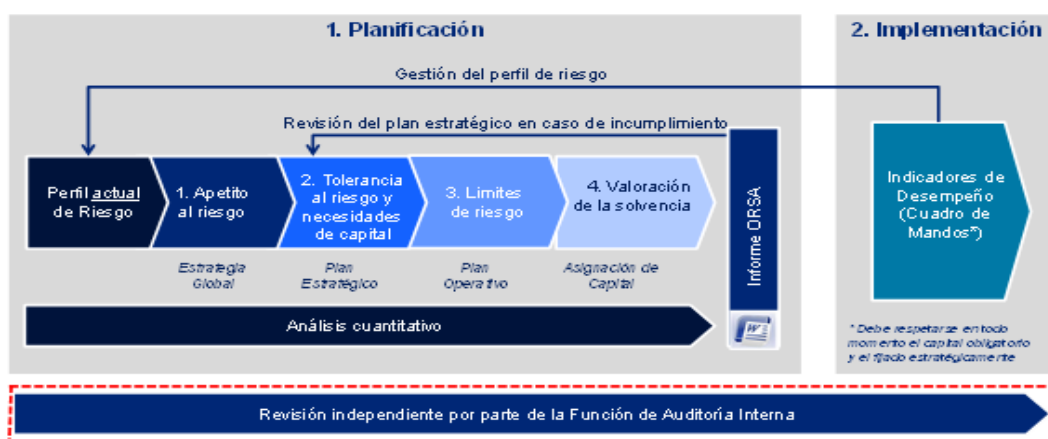 1. Planificación
2. Implementación
Gestión del perfil de riesgo
Revisión del plan estratégico en caso de incumplimiento
Perfil actual
de Riesgo
1. Apetito
al riesgo
2. Tolerancia
al riesgo y
necesidades
de capital
3. Limites
de riesgo
4. Valoración
de la solvencia
Informe ORSA
Indicadores de
Desempeño
(Cuadro de
Mandos*)
Estrategia
Global
Plan
Estratégico
Plan
Operativo
Asignación de
Capital
Análisis cuantitativo
W
* Debe respetarse en todo
momento el capital obligatorio
y el fijado estratégicamente
Revisión independiente por parte de la Función de Auditoría Interna